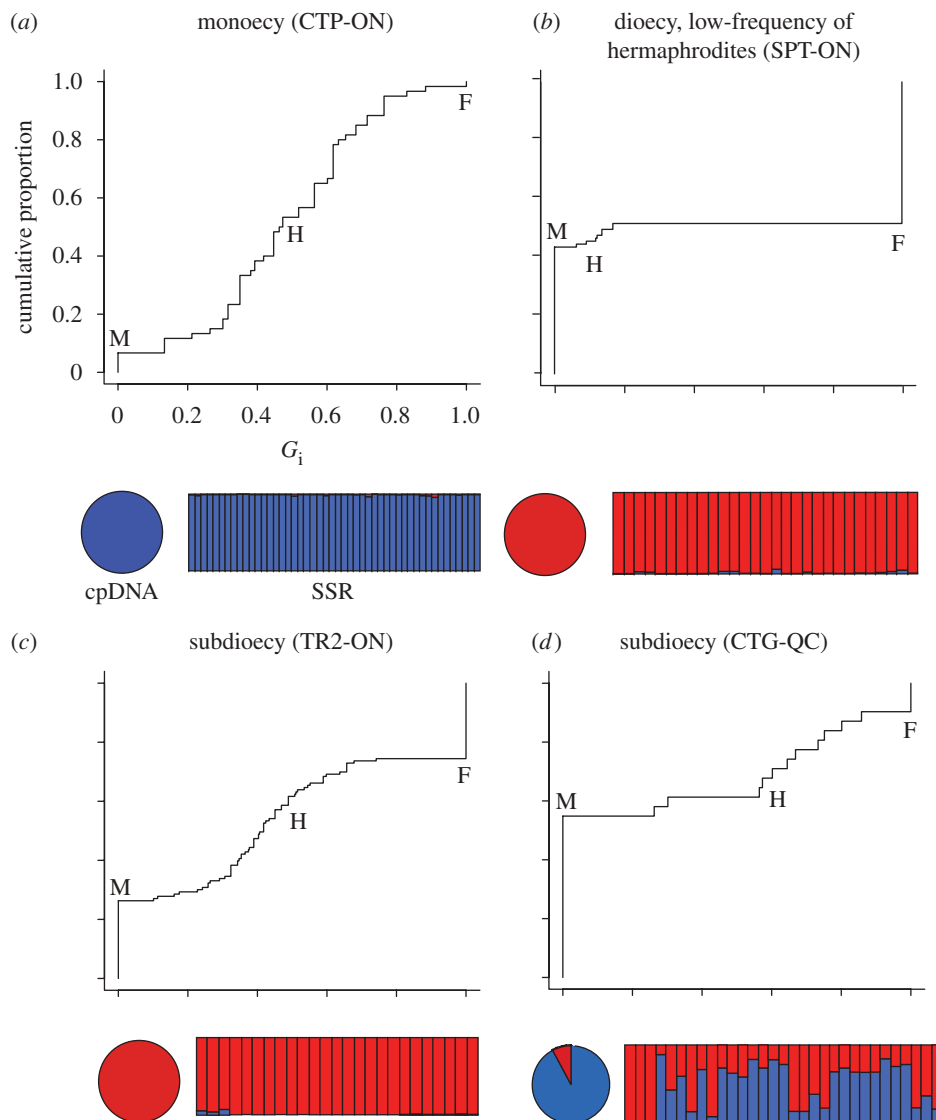 (a) monoecy (CTP-ON)
1.0
0.8
0.6
0.4
0.2
0
cumulative proportion
M
H
F
0 0.2 0.4 0.6 0.8 1.0
Gi
cpDNA SSR
(b) dioecy, low-frequency of
hermaphrodites (SPT-ON)
M
H
F
(c) subdioecy (TR2-ON)
M
H
F
(d) subdioecy (CTG-QC)
M
H
F